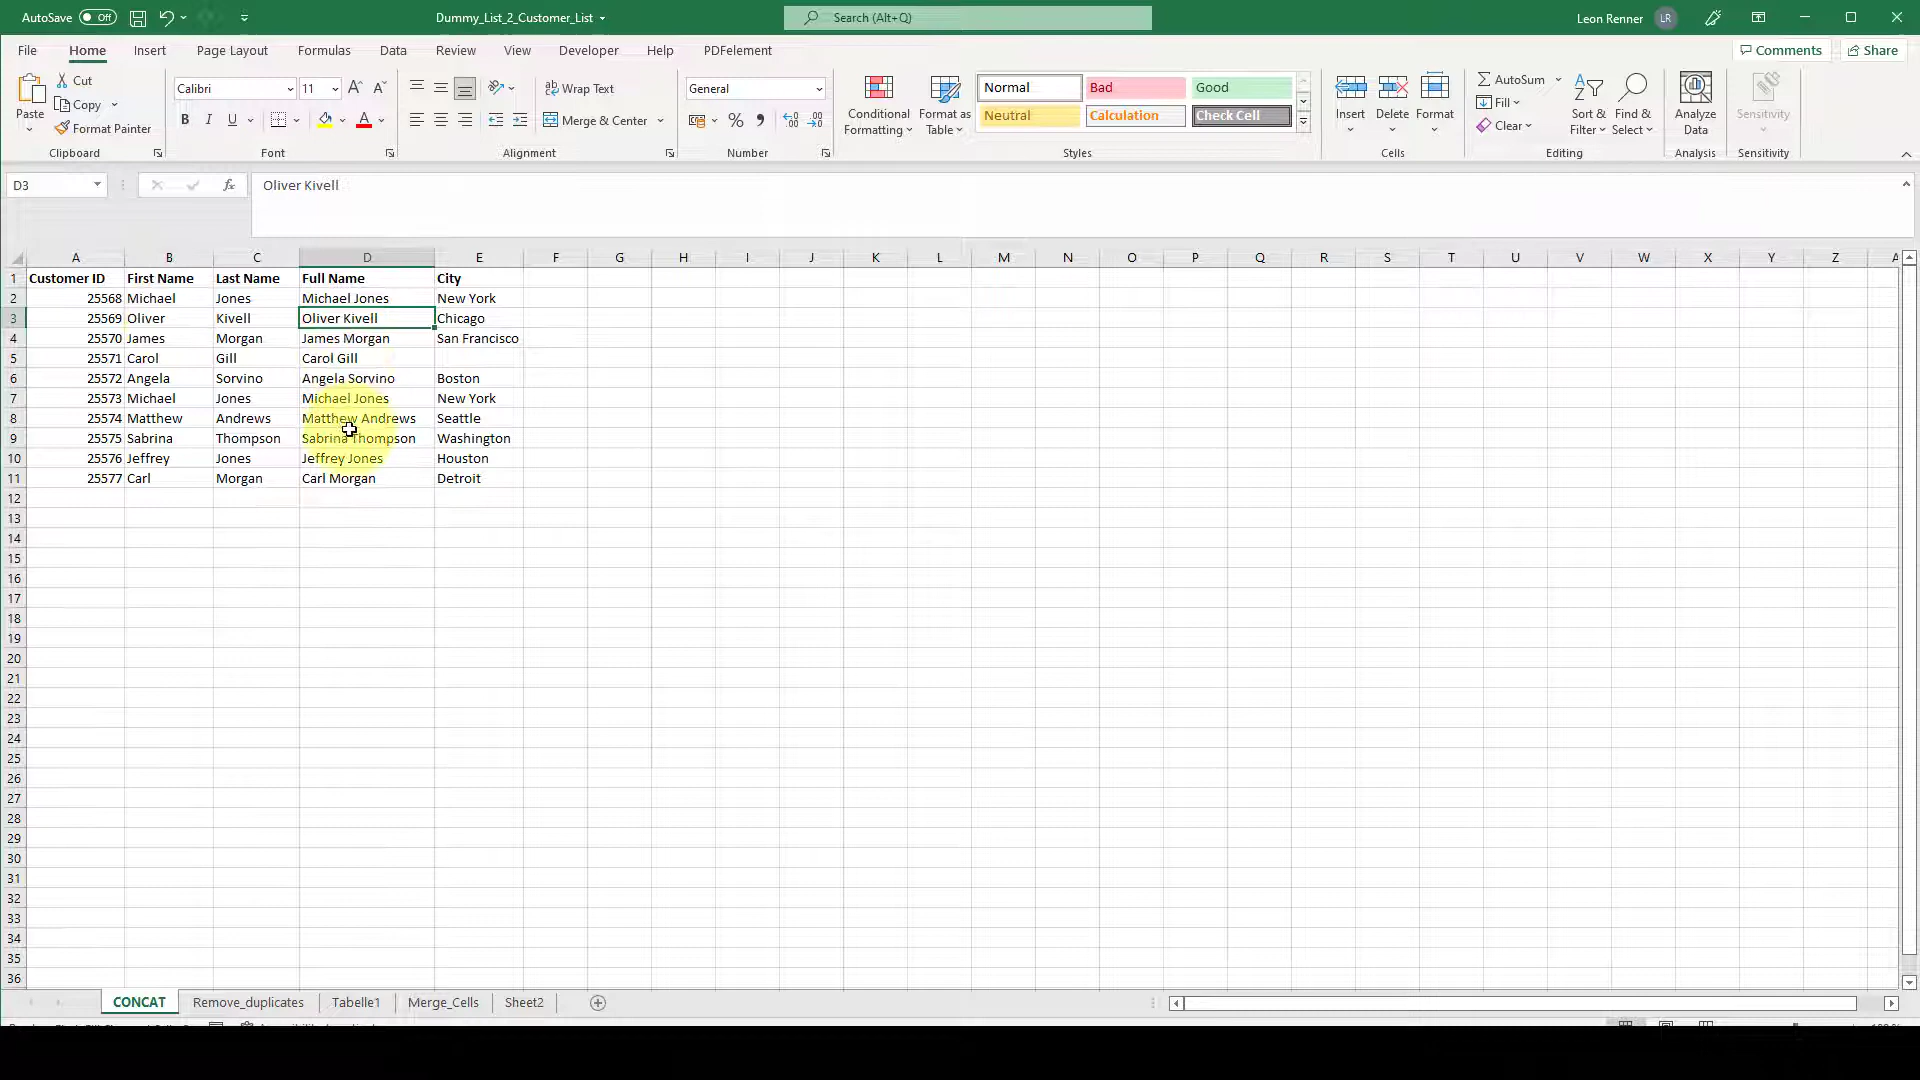 AutoSave Off Dummy_List_2_Customer_List Search (Alt+Q) Leon Renner LR
File Home Insert Page Layout Formulas Data Review View Developer Help PDFelement Comments Share
Paste Cut Copy Format Painter Clipboard
Calibri 11 B I U Font
Wrap Text Merge & Center Alignment
General % Number
Conditional Formatting Format as Table Normal Bad Good Neutral Calculation Check Cell Styles
Insert Delete Format Cells
AutoSum Fill Clear Sort & Filter Find & Select Editing
Analyze Data Analysis
Sensitivity Sensitivity
D3 fx Oliver Kivell
A B C D E F G H I J K L M N O P Q R S T U V W X Y Z
1 Customer ID First Name Last Name Full Name City
2 25568 Michael Jones Michael Jones New York
3 25569 Oliver Kivell Oliver Kivell Chicago
4 25570 James Morgan James Morgan San Francisco
5 25571 Carol Gill Carol Gill
6 25572 Angela Sorvino Angela Sorvino Boston
7 25573 Michael Jones Michael Jones New York
8 25574 Matthew Andrews Matthew Andrews Seattle
9 25575 Sabrina Thompson Sabrina Thompson Washington
10 25576 Jeffrey Jones Jeffrey Jones Houston
11 25577 Carl Morgan Carl Morgan Detroit
12
13
14
15
16
17
18
19
20
21
22
23
24
25
26
27
28
29
30
31
32
33
34
35
36
CONCAT Remove_duplicates Tabelle1 Merge_Cells Sheet2